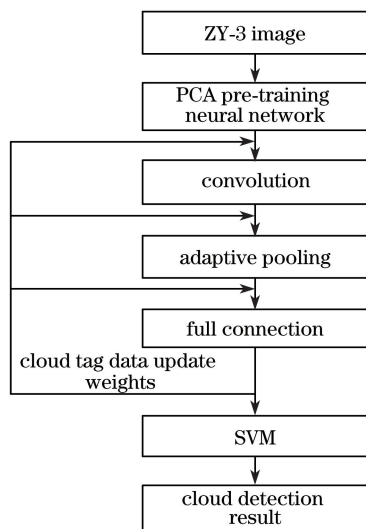 ZY-3 image
PCA pre-training
neural network
convolution
adaptive pooling
full connection
cloud tag data update
weights
SVM
cloud detection
result